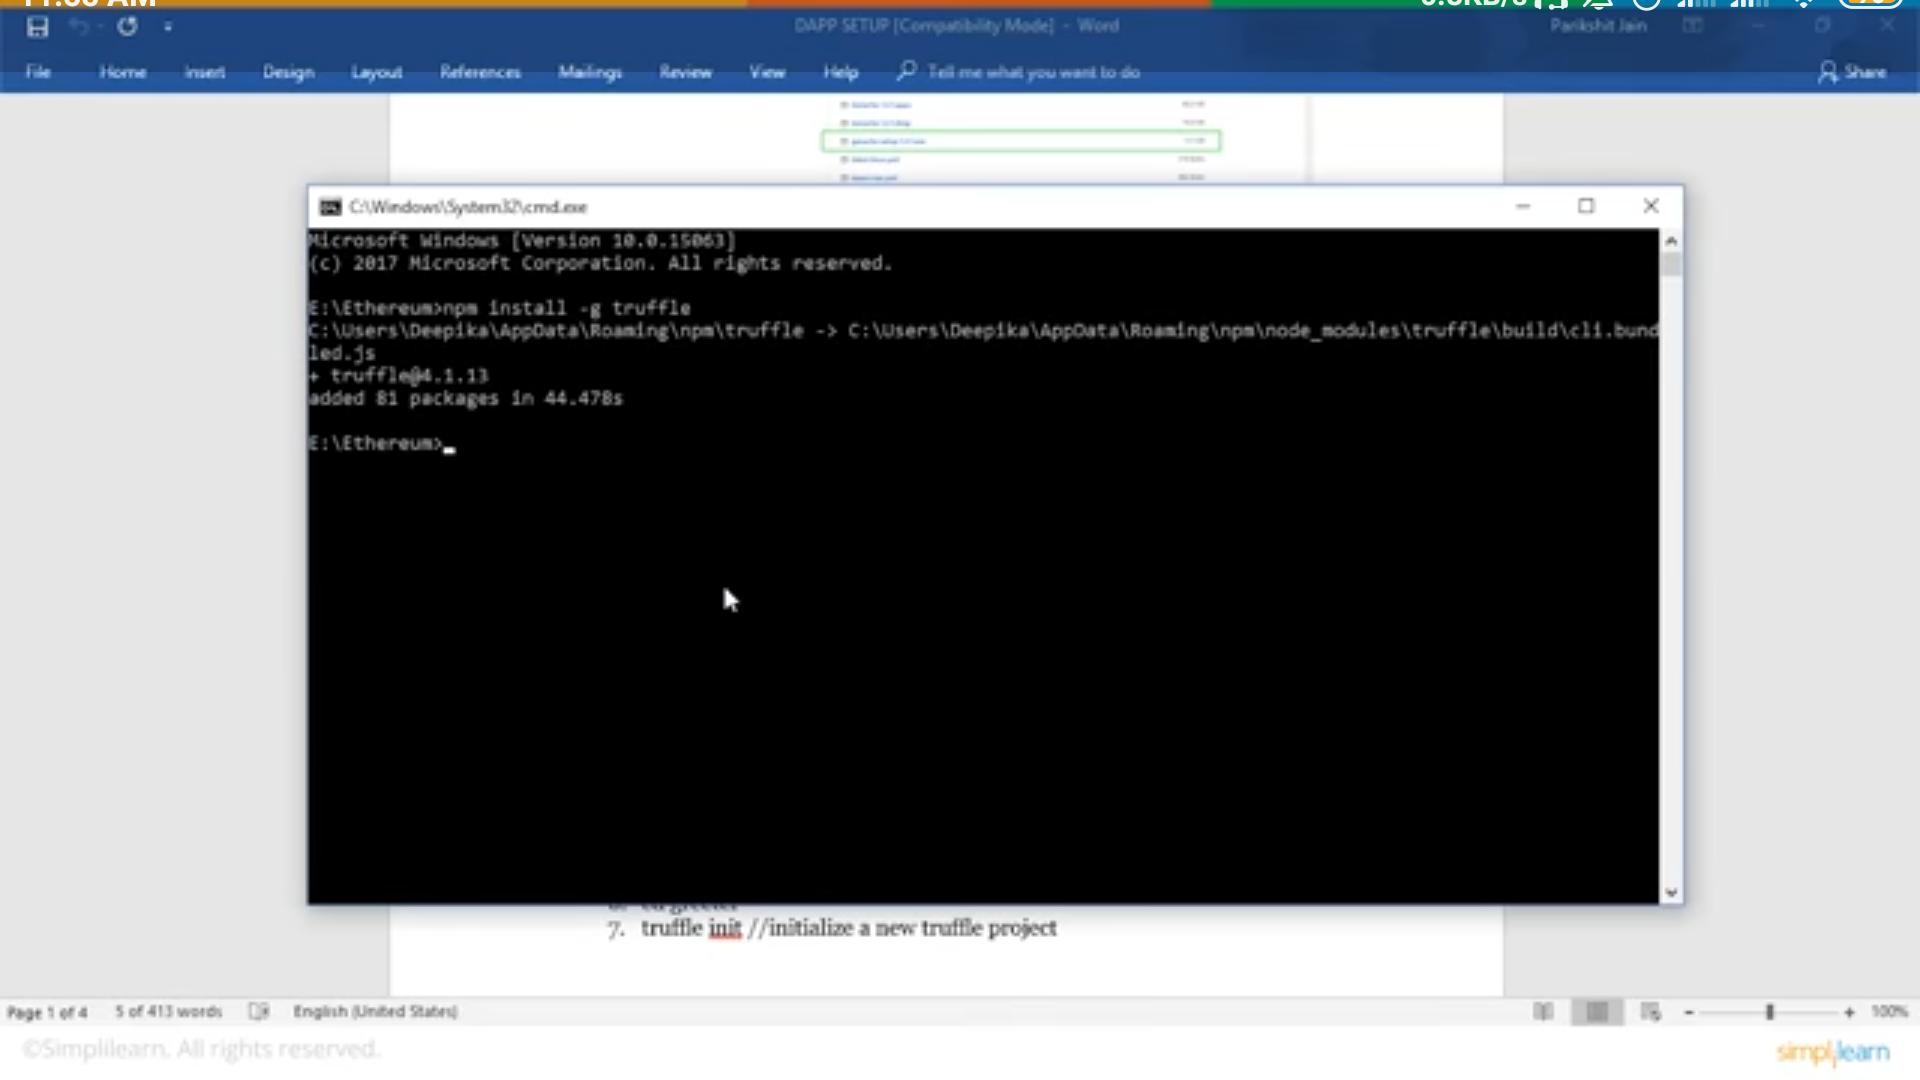 DAPP SETUP [Compatibility Mode] - Word
Parikshit Jain
File Home Insert Design Layout References Mailings Review View Help Tell me what you want to do Share
C:\Windows\System32\cmd.exe
Microsoft Windows [Version 10.0.15063]
(c) 2017 Microsoft Corporation. All rights reserved.
E:\Ethereum>npm install -g truffle
C:\Users\Deepika\AppData\Roaming\npm\truffle -> C:\Users\Deepika\AppData\Roaming\npm\node_modules\truffle\build\cli.bund
led.js
+ truffle@4.1.13
added 81 packages in 44.478s
E:\Ethereum>
7. truffle init //initialize a new truffle project
Page 1 of 4 5 of 413 words English (United States) 100%
©Simplilearn. All rights reserved.
simplilearn